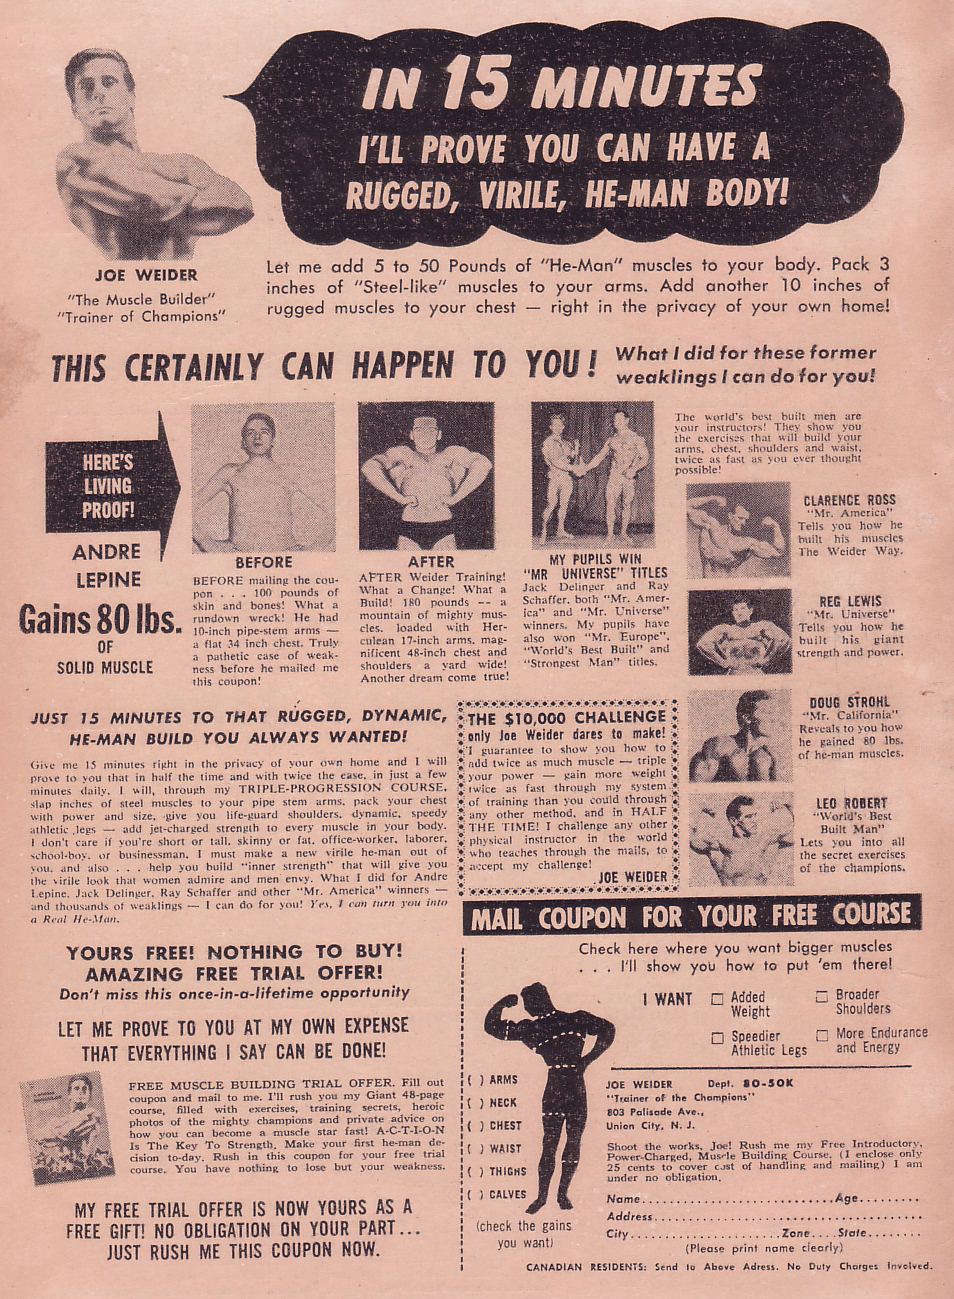 IN 15 MINUTES
I'LL PROVE YOU CAN HAVE A
RUGGED, VIRILE, HE-MAN BODY!
JOE WEIDER
"The Muscle Builder"
"Trainer of Champions"
Let me add 5 to 50 Pounds of "He-Man" muscles to your body. Pack 3
inches of "Steel-like" muscles to your arms. Add another 10 inches of
rugged muscles to your chest — right in the privacy of your own home!
THIS CERTAINLY CAN HAPPEN TO YOU!
What I did for these former
weaklings I can do for you!
HERE'S
LIVING
PROOF!
ANDRE
LEPINE
Gains 80 lbs.
OF
SOLID MUSCLE
BEFORE
BEFORE mailing the cou-
pon . . . 100 pounds of
skin and bones! What a
rundown wreck! He had
10-inch pipe-stem arms —
a flat 34 inch chest. Truly
a pathetic case of weak-
ness before he mailed me
this coupon!
AFTER
AFTER Weider Training!
What a Change! What a
Build! 180 pounds -- a
mountain of mighty mus-
cles, loaded with Her-
culean 17-inch arms, mag-
nificent 48-inch chest and
shoulders a yard wide!
Another dream come true!
MY PUPILS WIN
"MR UNIVERSE" TITLES
Jack Delinger and Ray
Schaffer, both "Mr. Amer-
ica" and "Mr. Universe"
winners. My pupils have
also won "Mr. Europe",
"World's Best Built" and
"Strongest Man" titles.
The world's best built men are
your instructors! They show you
the exercises that will build your
arms, chest, shoulders and waist,
twice as fast as you ever thought
possible!
CLARENCE ROSS
"Mr. America"
Tells you how he
built his muscles
The Weider Way.
REG LEWIS
"Mr. Universe"
Tells you how he
built his giant
strength and power.
DOUG STROHL
"Mr. California"
Reveals to you how
he gained 80 lbs.
of he-man muscles.
LEO ROBERT
"World's Best
Built Man"
Lets you into all
the secret exercises
of the champions.
JUST 15 MINUTES TO THAT RUGGED, DYNAMIC,
HE-MAN BUILD YOU ALWAYS WANTED!
Give me 15 minutes right in the privacy of your own home and I will
prove to you that in half the time and with twice the ease, in just a few
minutes daily, I will, through my TRIPLE-PROGRESSION COURSE,
slap inches of steel muscles to your pipe stem arms, pack your chest
with power and size, give you life-guard shoulders, dynamic, speedy
athletic legs — add jet-charged strength to every muscle in your body.
I don't care if you're short or tall, skinny or fat, office-worker, laborer,
school-boy, or businessman, I must make a new virile he-man out of
you, and also . . . help you build "inner strength" that will give you
the virile look that women admire and men envy. What I did for Andre
Lepine, Jack Delinger, Ray Schaffer and other "Mr. America" winners —
and thousands of weaklings — I can do for you! Yes, I can turn you into
a Real He-Man.
THE $10,000 CHALLENGE
only Joe Weider dares to make!
"I guarantee to show you how to
add twice as much muscle — triple
your power — gain more weight
twice as fast through my system
of training than you could through
any other method, and in HALF
THE TIME! I challenge any other
physical instructor in the world
who teaches through the mails, to
accept my challenge!
JOE WEIDER
YOURS FREE! NOTHING TO BUY!
AMAZING FREE TRIAL OFFER!
Don't miss this once-in-a-lifetime opportunity
LET ME PROVE TO YOU AT MY OWN EXPENSE
THAT EVERYTHING I SAY CAN BE DONE!
FREE MUSCLE BUILDING TRIAL OFFER. Fill out
coupon and mail to me. I'll rush you my Giant 48-page
course, filled with exercises, training secrets, heroic
photos of the mighty champions and private advice on
how you can become a muscle star fast! A-C-T-I-O-N
Is The Key To Strength. Make your first he-man de-
cision to-day. Rush in this coupon for your free trial
course. You have nothing to lose but your weakness.
MY FREE TRIAL OFFER IS NOW YOURS AS A
FREE GIFT! NO OBLIGATION ON YOUR PART...
JUST RUSH ME THIS COUPON NOW.
MAIL COUPON FOR YOUR FREE COURSE
Check here where you want bigger muscles
. . . I'll show you how to put 'em there!
I WANT
☐ Added Weight
☐ Broader Shoulders
☐ Speedier Athletic Legs
☐ More Endurance and Energy
( ) ARMS
( ) NECK
( ) CHEST
( ) WAIST
( ) THIGHS
( ) CALVES
(check the gains
you want)
JOE WEIDER Dept. 80-50K
"Trainer of the Champions"
803 Palisade Ave.,
Union City, N. J.
Shoot the works, Joe! Rush me my Free Introductory,
Power-Charged, Muscle Building Course. (I enclose only
25 cents to cover cost of handling and mailing) I am
under no obligation.
Name..............................Age.........
Address..........................................
City........................Zone....State........
(Please print name clearly)
CANADIAN RESIDENTS: Send to Above Adress. No Duty Charges Involved.